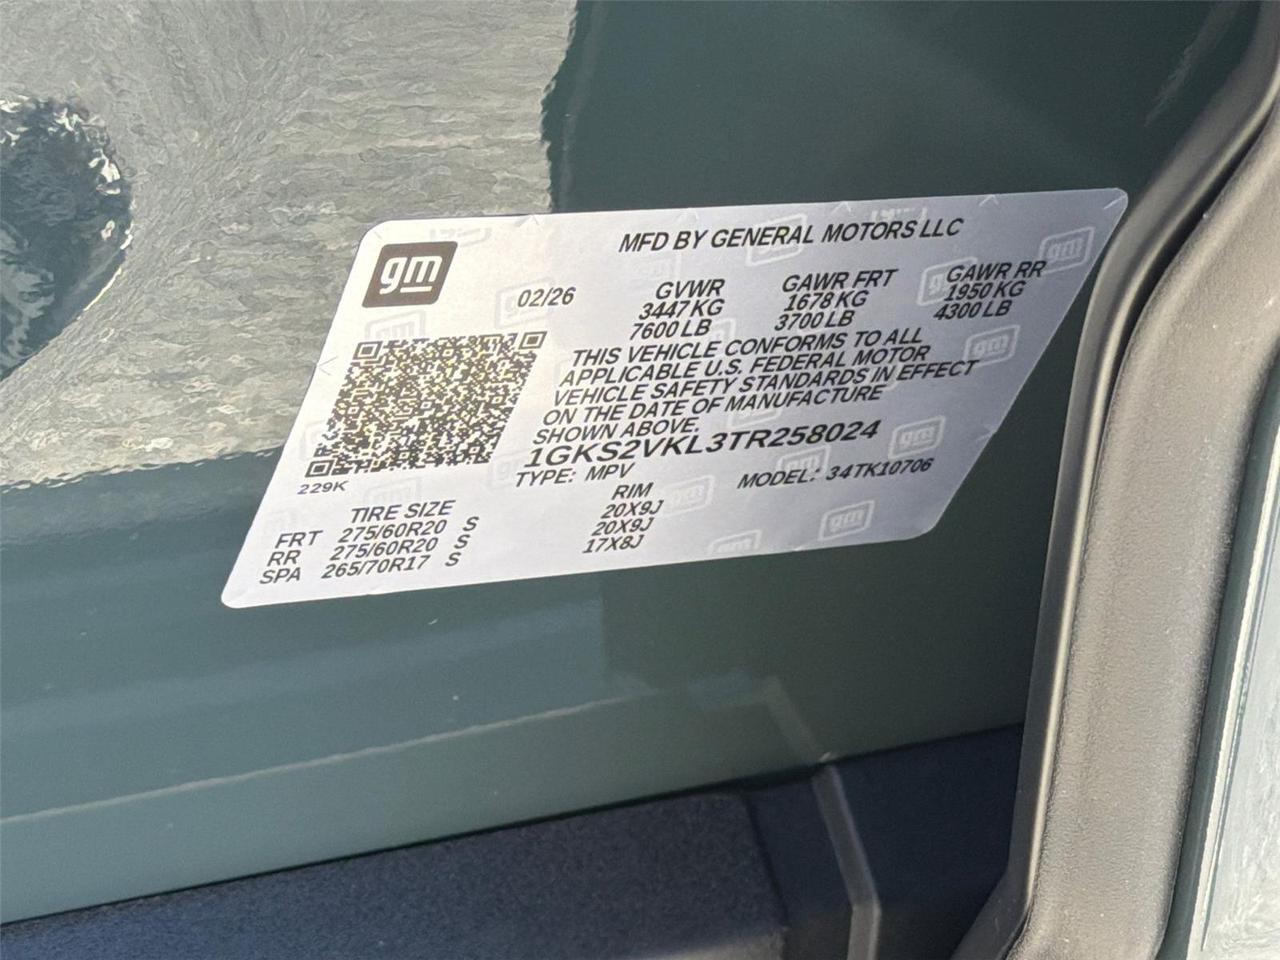 MFD BY GENERAL MOTORS LLC
gm
02/26
GVWR GAWR FRT GAWR RR
3447 KG 1678 KG 1950 KG
7600 LB 3700 LB 4300 LB
THIS VEHICLE CONFORMS TO ALL
APPLICABLE U.S. FEDERAL MOTOR
VEHICLE SAFETY STANDARDS IN EFFECT
ON THE DATE OF MANUFACTURE
SHOWN ABOVE.
1GKS2VKL3TR258024
TYPE: MPV MODEL: 34TK10706
229K
TIRE SIZE RIM
FRT 275/60R20 S 20X9J
RR 275/60R20 S 20X9J
SPA 265/70R17 S 17X8J